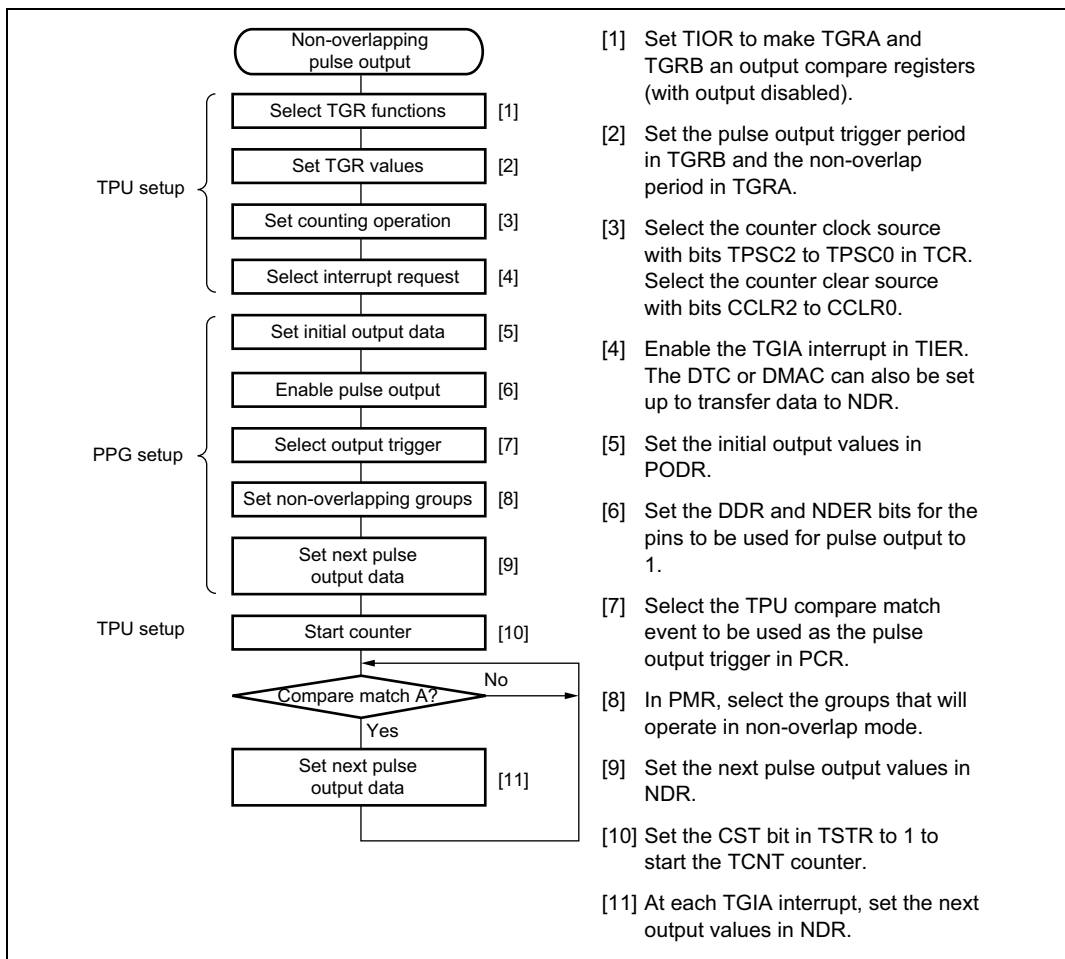 Non-overlapping
pulse output
TPU setup
Select TGR functions [1]
Set TGR values [2]
Set counting operation [3]
Select interrupt request [4]
PPG setup
Set initial output data [5]
Enable pulse output [6]
Select output trigger [7]
Set non-overlapping groups [8]
Set next pulse
output data
[9]
TPU setup
Start counter [10]
Compare match A?
No
Yes
Set next pulse
output data
[11]
[1] Set TIOR to make TGRA and
TGRB an output compare registers
(with output disabled).
[2] Set the pulse output trigger period
in TGRB and the non-overlap
period in TGRA.
[3] Select the counter clock source
with bits TPSC2 to TPSC0 in TCR.
Select the counter clear source
with bits CCLR2 to CCLR0.
[4] Enable the TGIA interrupt in TIER.
The DTC or DMAC can also be set
up to transfer data to NDR.
[5] Set the initial output values in
PODR.
[6] Set the DDR and NDER bits for the
pins to be used for pulse output to
1.
[7] Select the TPU compare match
event to be used as the pulse
output trigger in PCR.
[8] In PMR, select the groups that will
operate in non-overlap mode.
[9] Set the next pulse output values in
NDR.
[10] Set the CST bit in TSTR to 1 to
start the TCNT counter.
[11] At each TGIA interrupt, set the next
output values in NDR.